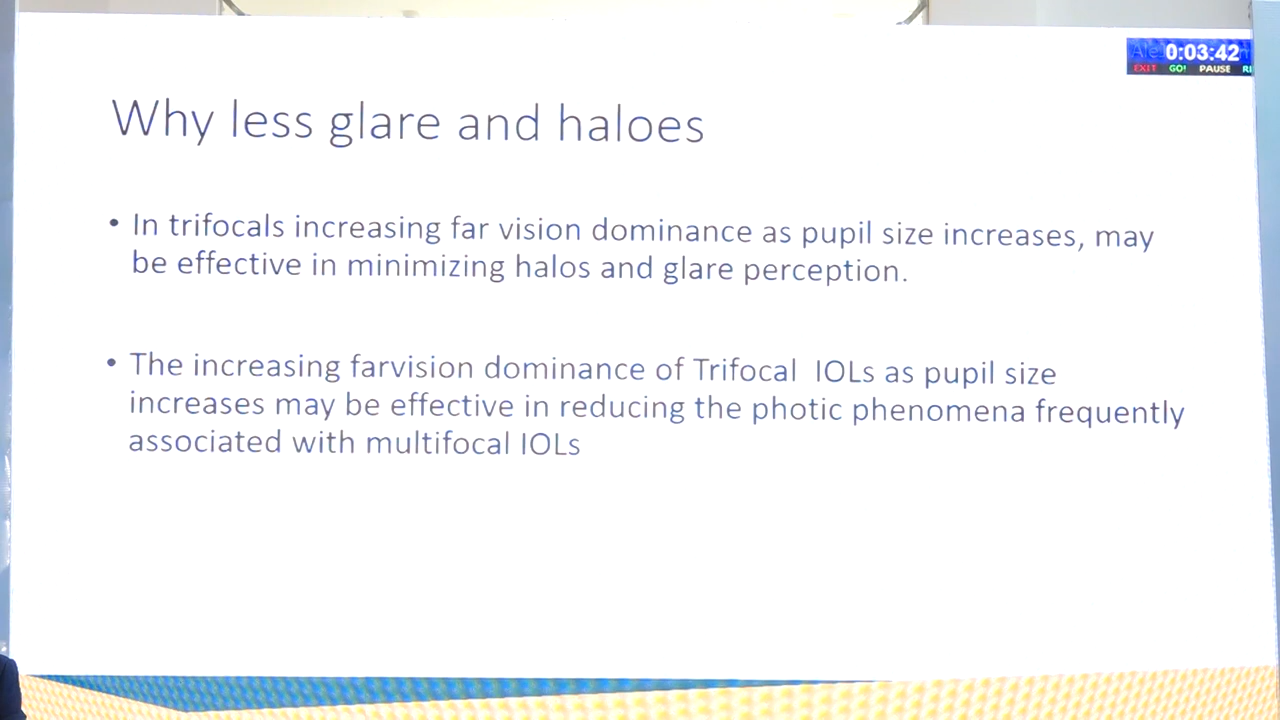 0:03:42
EXIT GO! PAUSE
Why less glare and haloes
• In trifocals increasing far vision dominance as pupil size increases, may
be effective in minimizing halos and glare perception.
• The increasing farvision dominance of Trifocal IOLs as pupil size
increases may be effective in reducing the photic phenomena frequently
associated with multifocal IOLs